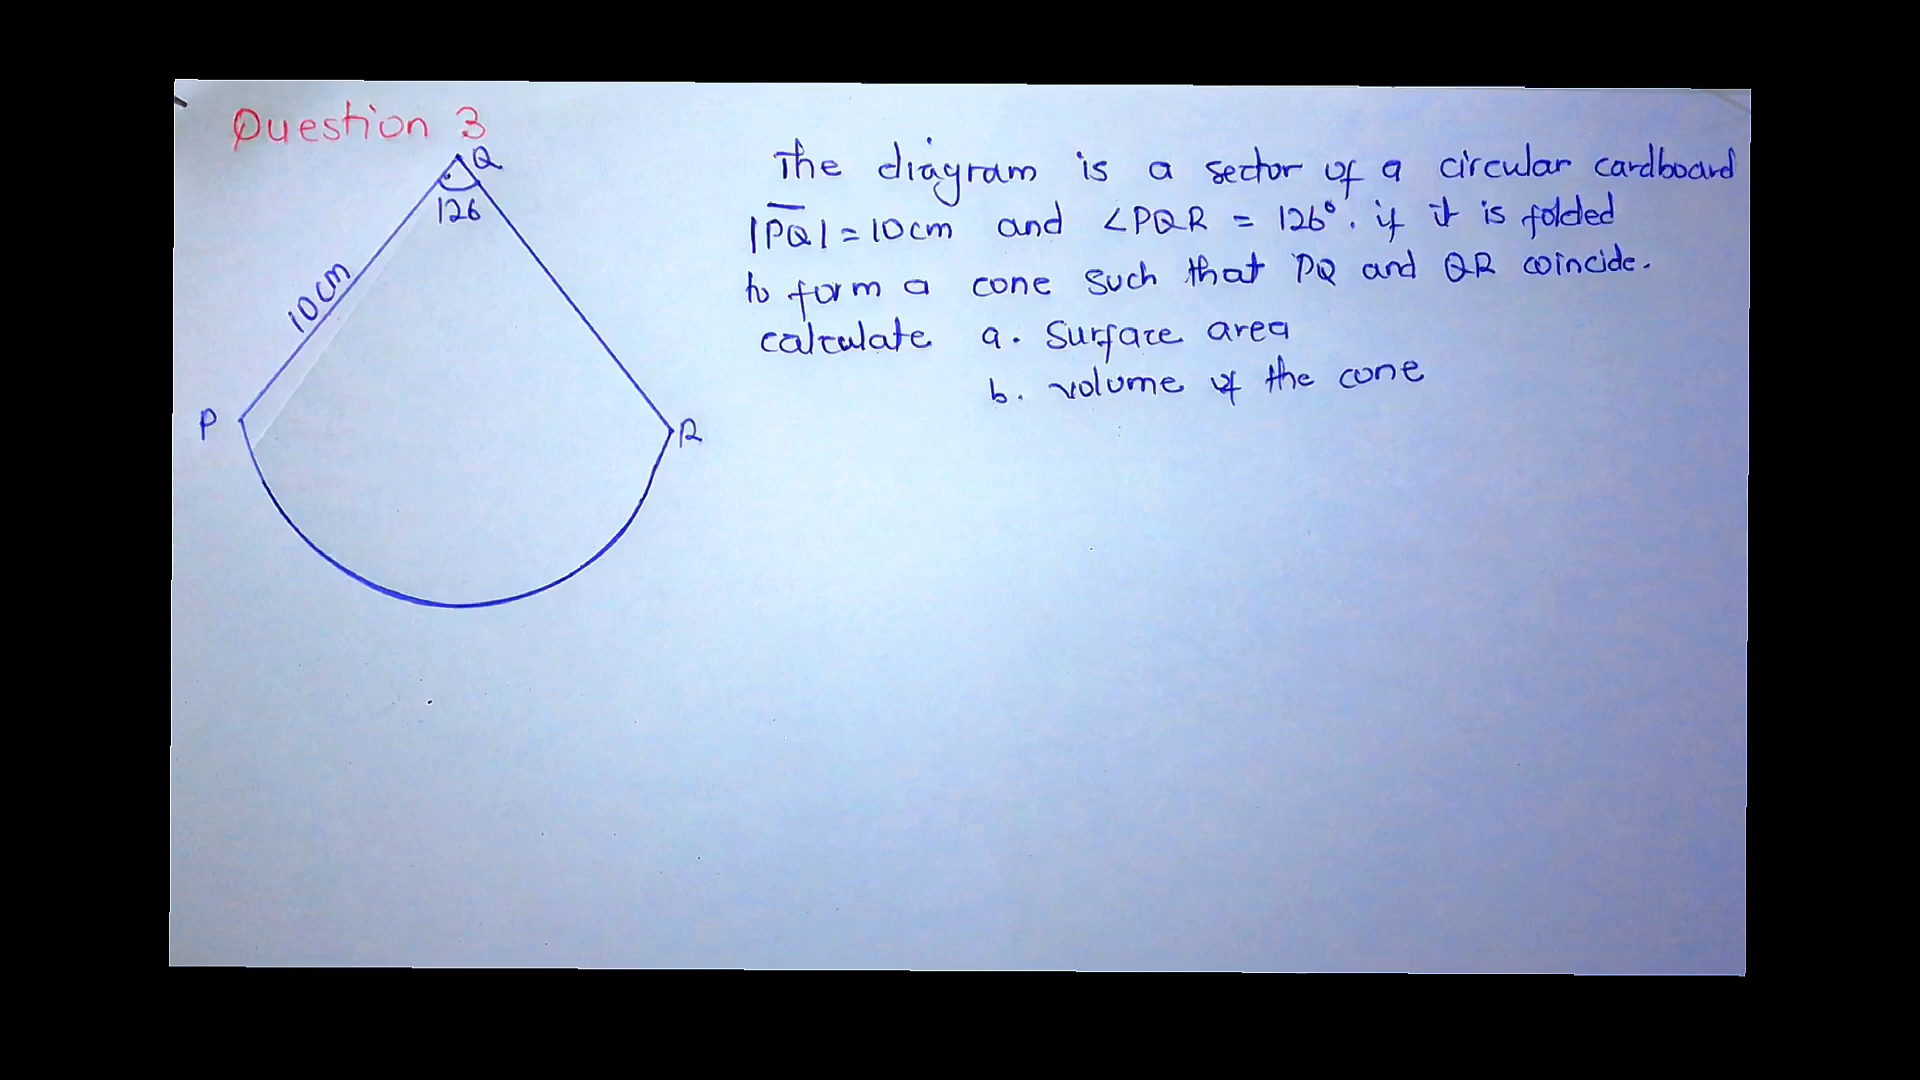 Question 3
Q
126
10cm
P
R
The diagram is a sector of a circular cardboard
|PQ| = 10cm and ∠PQR = 126°. if it is folded
to form a cone such that PQ and QR coincide.
calculate a. Surface area
b. volume of the cone